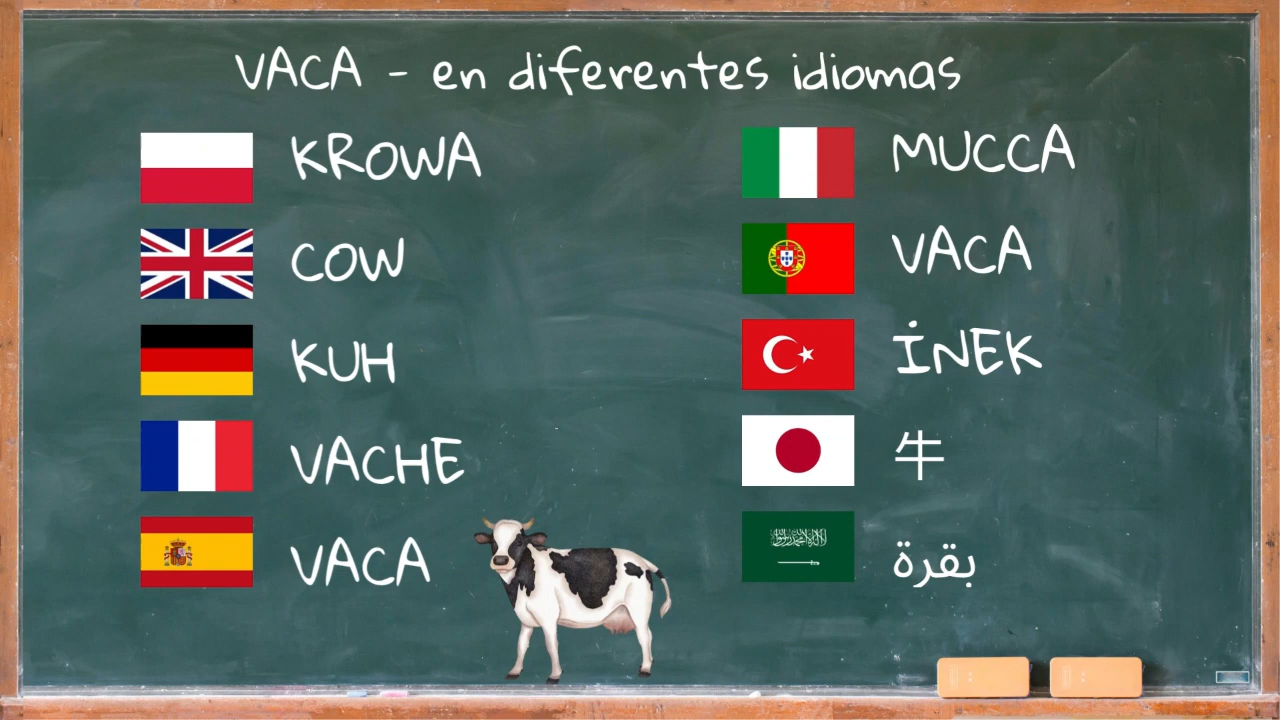 VACA - en diferentes idiomas
KROWA
COW
KUH
VACHE
VACA
MUCCA
VACA
İNEK
牛
بقرة